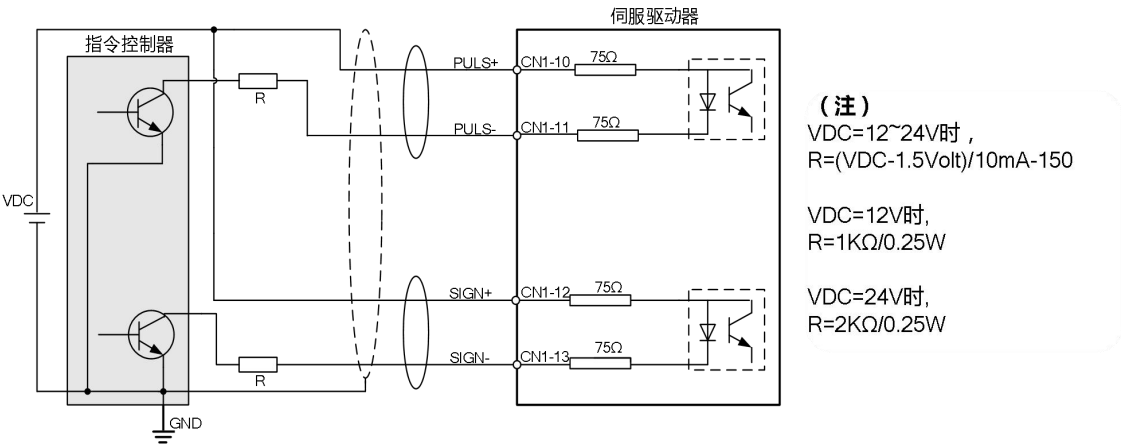 伺服驱动器
指令控制器
PULS+
CN1-10
75Ω
R
PULS-
CN1-11
75Ω
VDC
SIGN+
CN1-12
75Ω
SIGN-
CN1-13
75Ω
R
GND
（注）
VDC=12~24V时，
R=(VDC-1.5Volt)/10mA-150
VDC=12V时,
R=1KΩ/0.25W
VDC=24V时,
R=2KΩ/0.25W